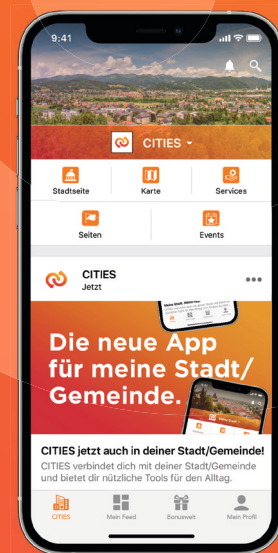 9:41
CITIES
Stadtseite
Karte
Services
Seiten
Events
CITIES
Jetzt
Die neue App
für meine Stadt/
Gemeinde.
CITIES jetzt auch in deiner Stadt/Gemeinde!
CITIES verbindet dich mit deiner Stadt/Gemeinde
und bietet dir nützliche Tools für den Alltag.
CITIES
Mein Feed
Bonuswelt
Mein Profil